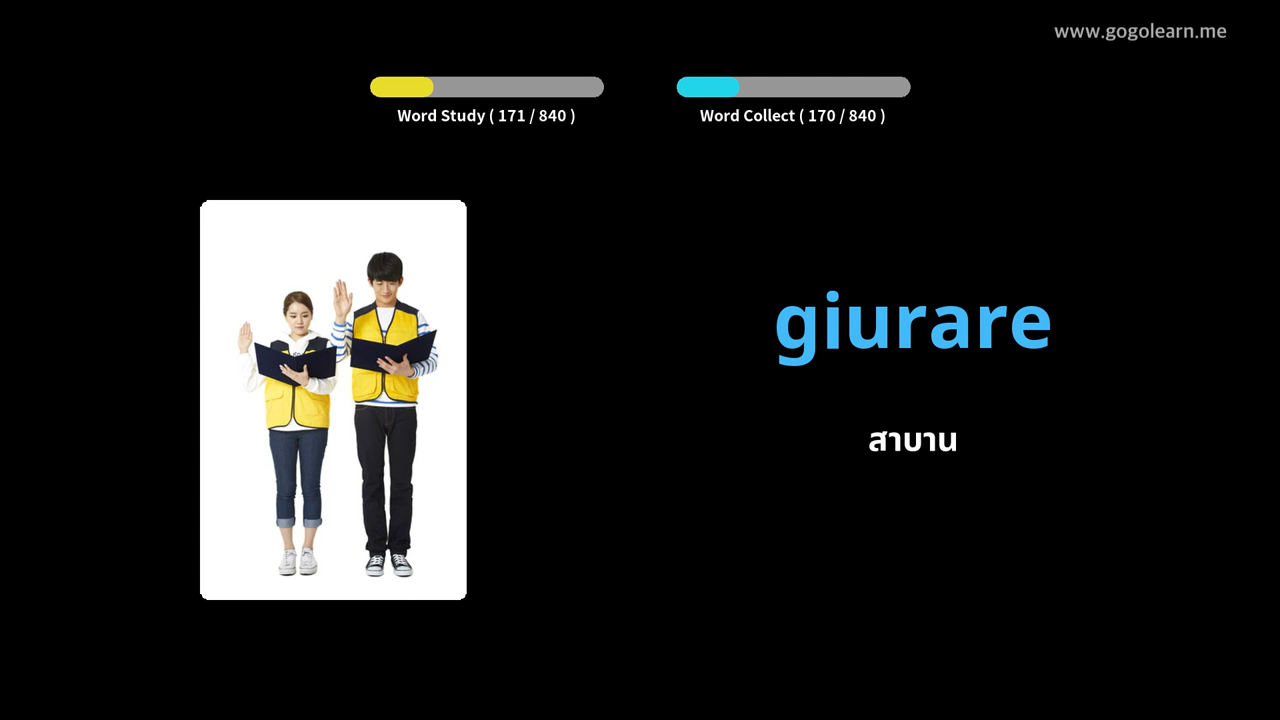 www.gogolearn.me
Word Study ( 171 / 840 )
Word Collect ( 170 / 840 )
giurare
สาบาน